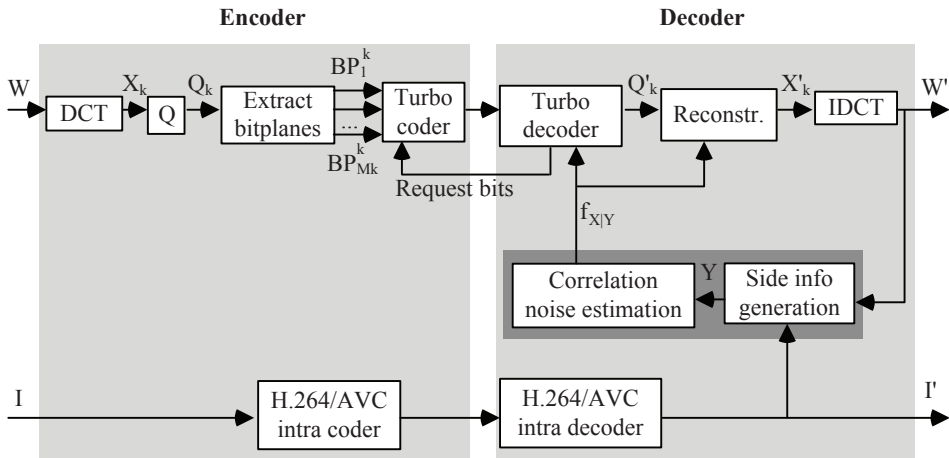 Encoder
Decoder
W
DCT
X_k
Q
Q_k
Extract
bitplanes
BP_1^k
...
BP_Mk^k
Turbo
coder
Request bits
Turbo
decoder
Q'_k
Reconstr.
X'_k
IDCT
W'
f_X|Y
Correlation
noise estimation
Y
Side info
generation
I
H.264/AVC
intra coder
H.264/AVC
intra decoder
I'